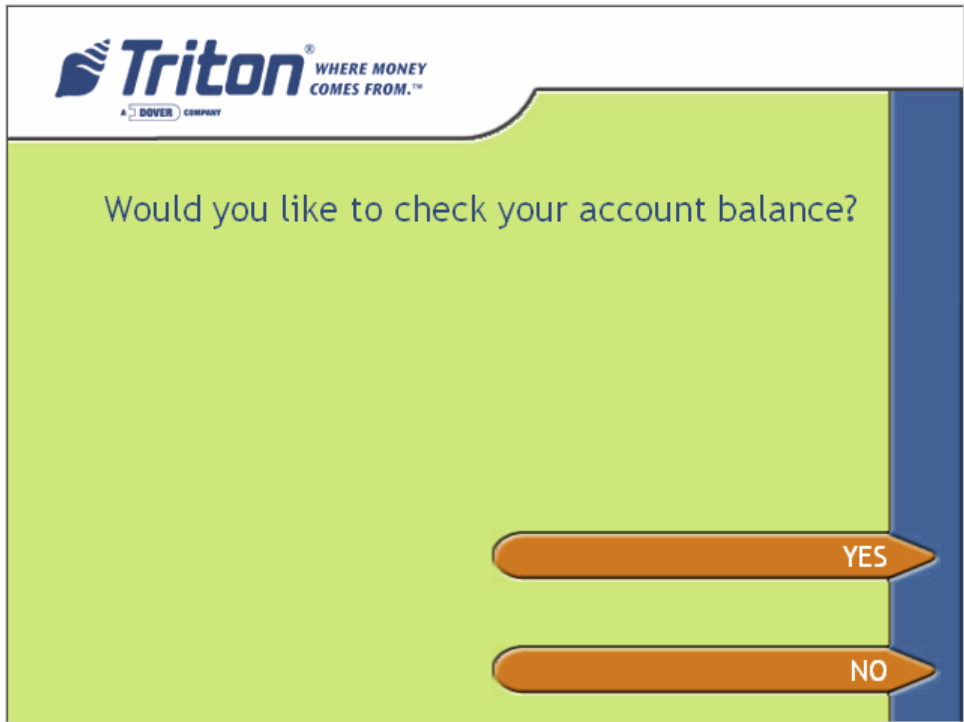 Triton® WHERE MONEY
COMES FROM.™
A DOVER COMPANY
Would you like to check your account balance?
YES
NO